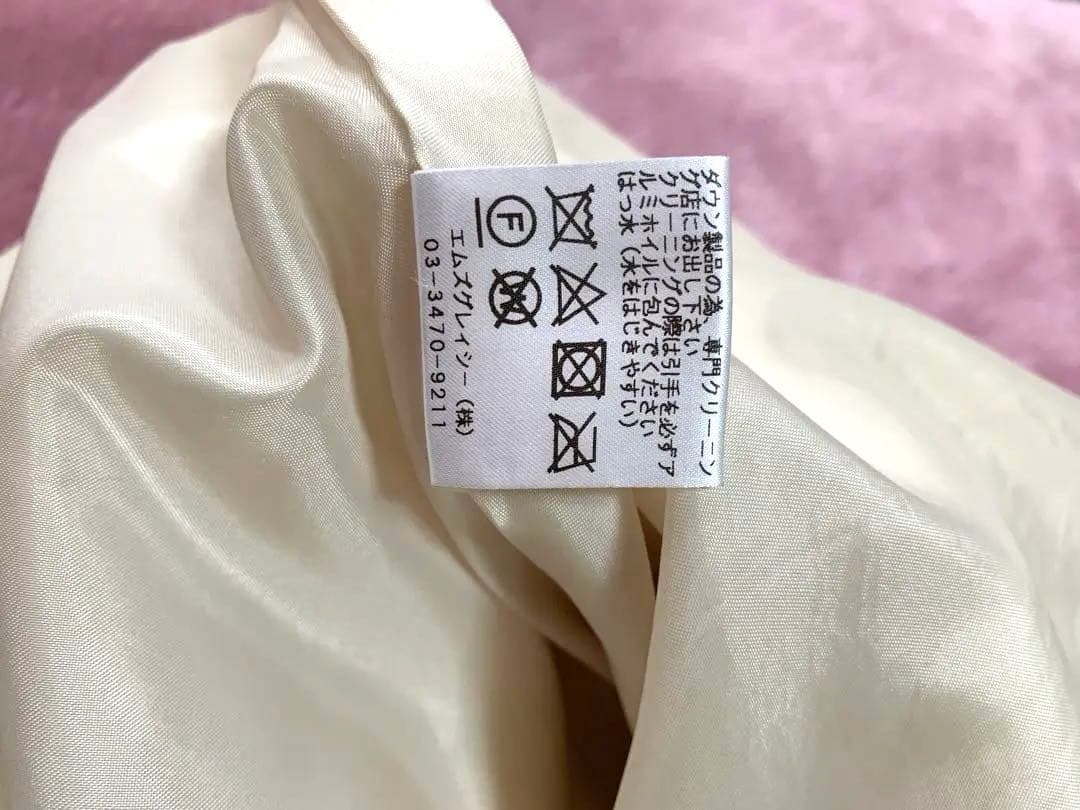 ダウン製品の為、専門クリーニン
グ店にお出し下さい
クリーニングの際は引手を必ずア
ルミホイルに包んでください
はっ水（水をはじきやすい）
F
W
エムズグレイシー（株）
03-3470-9211